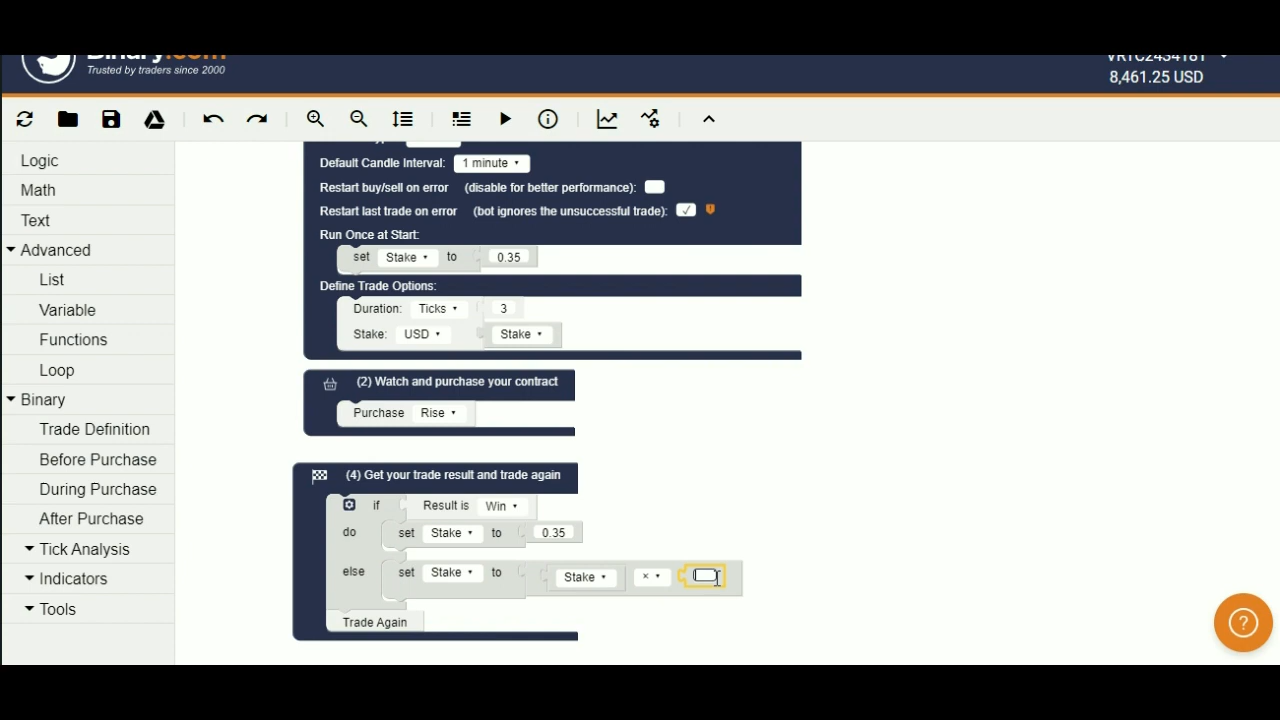 Binary.com
Trusted by traders since 2000
VRTC2434181
8,461.25 USD
Logic
Math
Text
Advanced
List
Variable
Functions
Loop
Binary
Trade Definition
Before Purchase
During Purchase
After Purchase
Tick Analysis
Indicators
Tools
Default Candle Interval: 1 minute
Restart buy/sell on error (disable for better performance):
Restart last trade on error (bot ignores the unsuccessful trade): ✓
Run Once at Start:
set Stake to 0.35
Define Trade Options:
Duration: Ticks 3
Stake: USD Stake
(2) Watch and purchase your contract
Purchase Rise
(4) Get your trade result and trade again
if Result is Win
do set Stake to 0.35
else set Stake to Stake ×
Trade Again
?